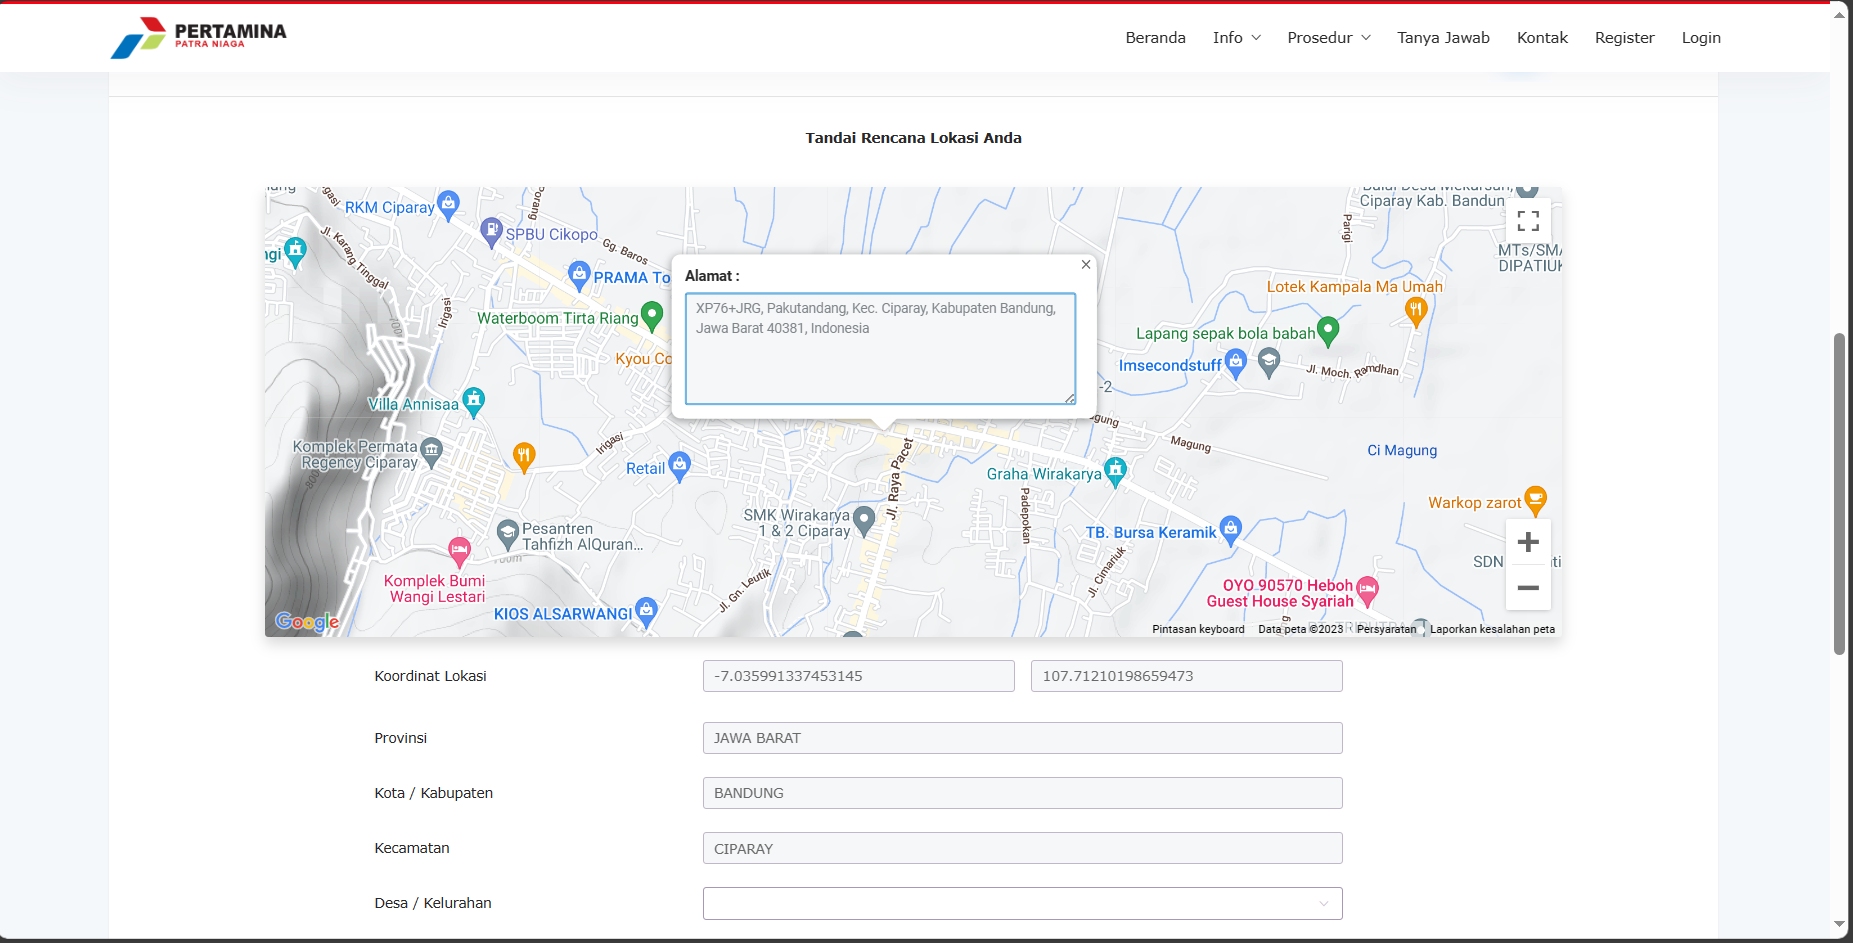 PERTAMINA
PATRA NIAGA
Beranda
Info
Prosedur
Tanya Jawab
Kontak
Register
Login
Tandai Rencana Lokasi Anda
RKM Ciparay
SPBU Cikopo
Gg. Baros
Jl. Karang Tunggal
Irigasi
PRAMA To
Waterboom Tirta Riang
Kyou Co
Alamat :
XP76+JRG, Pakutandang, Kec. Ciparay, Kabupaten Bandung,
Jawa Barat 40381, Indonesia
Parigi
Ciparay Kab. Bandun
MTs/SMA
DIPATIUK
Lotek Kampala Ma Umah
Lapang sepak bola babah
Imsecondstuff
Jl. Moch. Ramdhan
-2
Villa Annisaa
Komplek Permata
Regency Ciparay
Irigasi
Retail
Jl. Raya Pacet
Magung
Ci Magung
Graha Wirakarya
Padepokan
Warkop zarot
SMK Wirakarya
1 & 2 Ciparay
Pesantren
Tahfizh AlQuran...
700m
TB. Bursa Keramik
Jl. Cimariuk
SDN
ti
Komplek Bumi
Wangi Lestari
Jl. Gn. Leutik
KIOS ALSARWANGI
OYO 90570 Heboh
Guest House Syariah
Google
Pintasan keyboard
Data peta ©2023
Persyaratan
Laporkan kesalahan peta
Koordinat Lokasi
-7.035991337453145
107.71210198659473
Provinsi
JAWA BARAT
Kota / Kabupaten
BANDUNG
Kecamatan
CIPARAY
Desa / Kelurahan